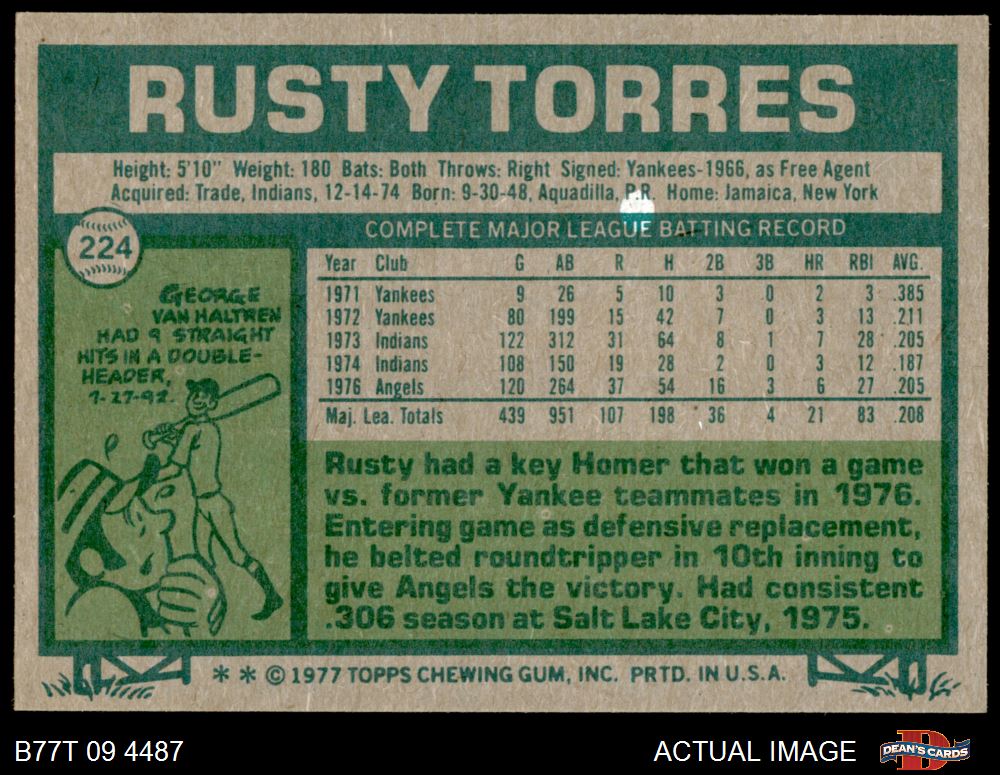 RUSTY TORRES
Height: 5'10" Weight: 180 Bats: Both Throws: Right Signed: Yankees-1966, as Free Agent
Acquired: Trade, Indians, 12-14-74 Born: 9-30-48, Aquadilla, P.R. Home: Jamaica, New York
224
GEORGE
VAN HALTREN
HAD 9 STRAIGHT
HITS IN A DOUBLE-
HEADER,
7-27-92.
COMPLETE MAJOR LEAGUE BATTING RECORD
Year Club G AB R H 2B 3B HR RBI AVG.
1971 Yankees 9 26 5 10 3 0 2 3 .385
1972 Yankees 80 199 15 42 7 0 3 13 .211
1973 Indians 122 312 31 64 8 1 7 28 .205
1974 Indians 108 150 19 28 2 0 3 12 .187
1976 Angels 120 264 37 54 16 3 6 27 .205
Maj. Lea. Totals 439 951 107 198 36 4 21 83 .208
Rusty had a key Homer that won a game
vs. former Yankee teammates in 1976.
Entering game as defensive replacement,
he belted roundtripper in 10th inning to
give Angels the victory. Had consistent
.306 season at Salt Lake City, 1975.
* * © 1977 TOPPS CHEWING GUM, INC. PRTD. IN U.S.A.
B77T 09 4487
ACTUAL IMAGE
DEAN'S CARDS